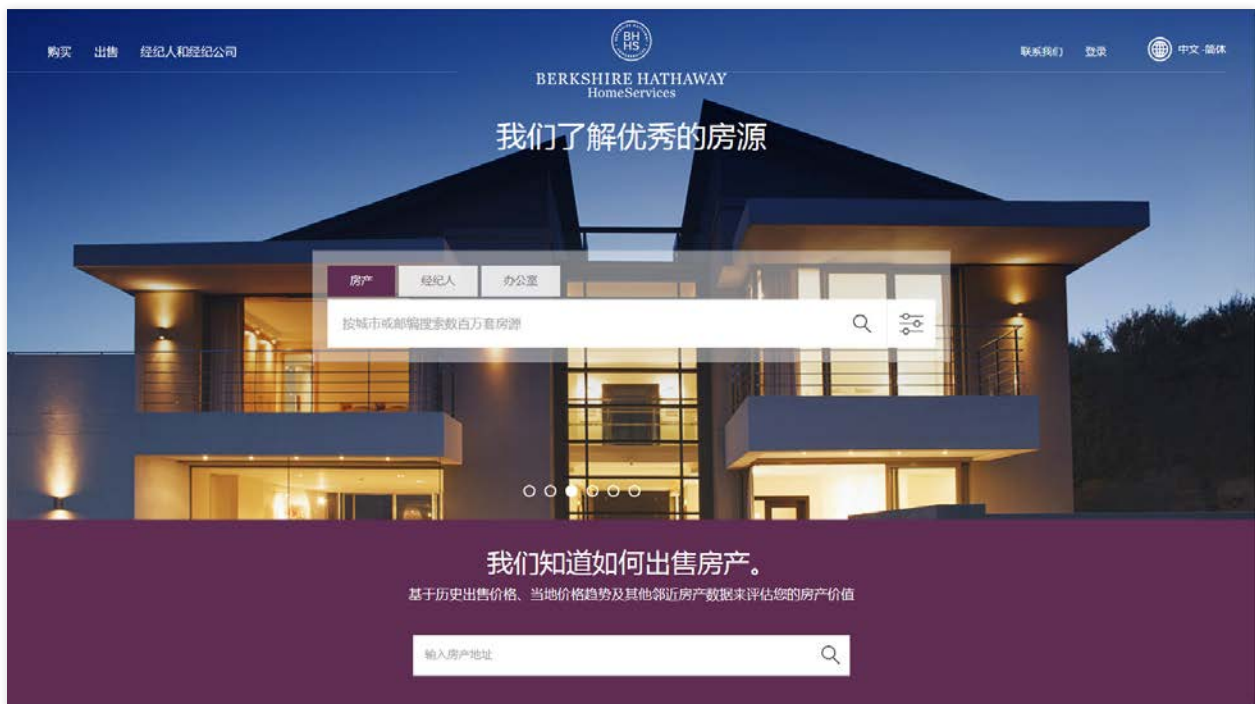 购买 出售 经纪人和经纪公司
BH
HS
联系我们 登录 中文-简体
BERKSHIRE HATHAWAY
HomeServices
我们了解优秀的房源
房产 经纪人 办公室
按城市或邮编搜索数百万套房源
我们知道如何出售房产。
基于历史出售价格、当地价格趋势及其他邻近房产数据来评估您的房产价值
输入房产地址